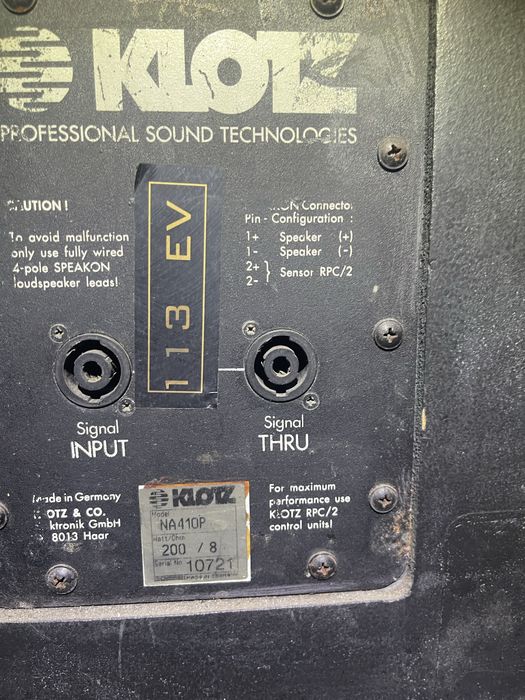 KLOTZ
PROFESSIONAL SOUND TECHNOLOGIES
CAUTION !
To avoid malfunction
only use fully wired
4-pole SPEAKON
loudspeaker leads!
113 EV
Connector
Pin - Configuration :
1+ Speaker (+)
1- Speaker (-)
2+
2- } Sensor RPC/2
Signal
INPUT
Signal
THRU
Made in Germany
KLOTZ & CO.
GmbH
8013 Haar
KLOTZ
Model
NA410P
Watt/Ohm
200 / 8
Serial No 10721
For maximum
performance use
KLOTZ RPC/2
control units!